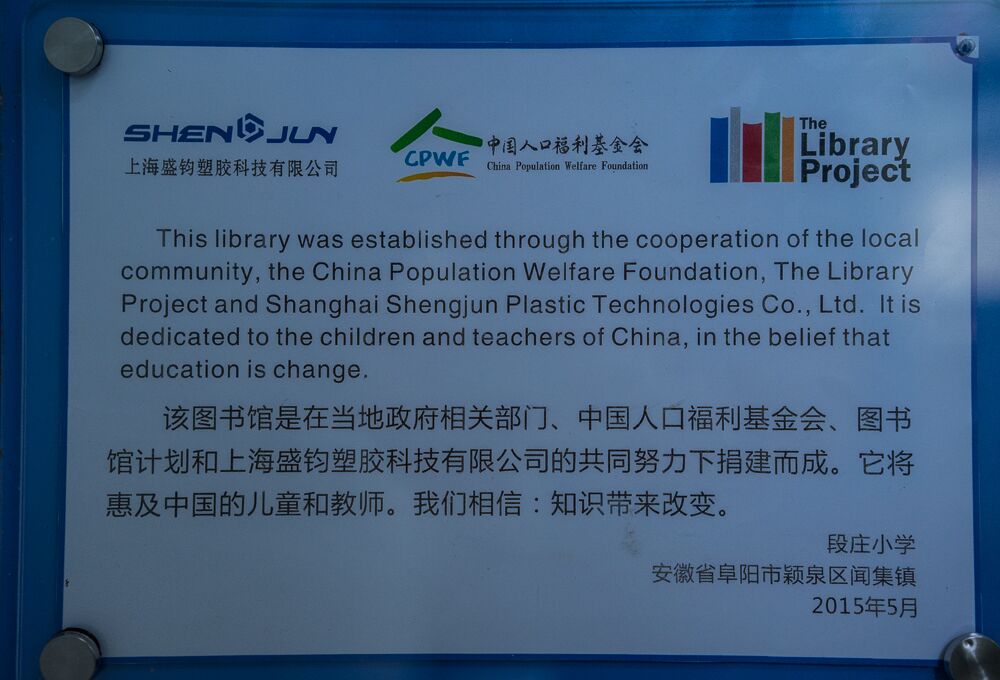 SHENJUN
上海盛钧塑胶科技有限公司
CPWF
中国人口福利基金会
China Population Welfare Foundation
The
Library
Project
This library was established through the cooperation of the local
community, the China Population Welfare Foundation, The Library
Project and Shanghai Shengjun Plastic Technologies Co., Ltd. It is
dedicated to the children and teachers of China, in the belief that
education is change.
该图书馆是在当地政府相关部门、中国人口福利基金会、图书
馆计划和上海盛钧塑胶科技有限公司的共同努力下捐建而成。它将
惠及中国的儿童和教师。我们相信：知识带来改变。
段庄小学
安徽省阜阳市颍泉区闻集镇
2015年5月